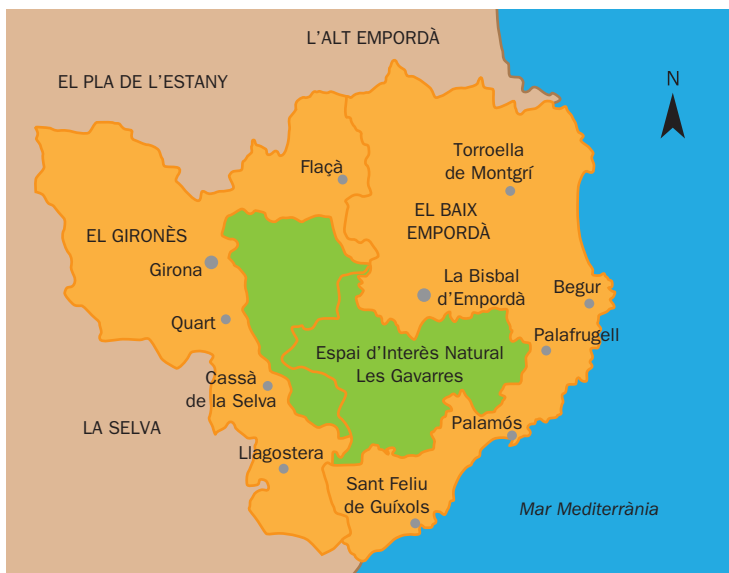 L'ALT EMPORDÀ
EL PLA DE L'ESTANY
N
Torroella
de Montgrí
Flaçà
EL BAIX
EMPORDÀ
EL GIRONÈS
Girona
La Bisbal
d'Empordà
Begur
Quart
Palafrugell
Espai d'Interès Natural
Les Gavarres
Cassà
de la Selva
LA SELVA
Palamós
Llagostera
Sant Feliu
de Guíxols
Mar Mediterrània